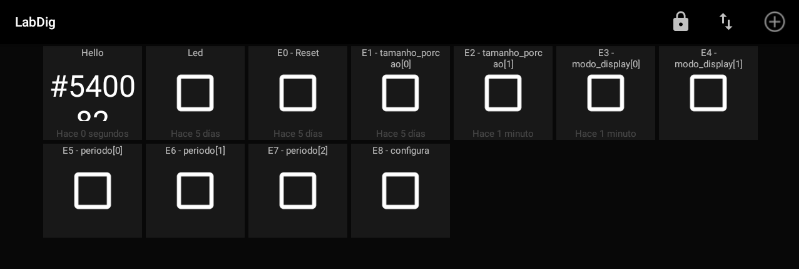 LabDig
Hello
Led
E0 - Reset
E1 - tamanho_porc
ao[0]
E2 - tamanho_porc
ao[1]
E3 -
modo_display[0]
E4 -
modo_display[1]
#5400
Hace 0 segundos
Hace 5 días
Hace 5 días
Hace 5 días
Hace 1 minuto
Hace 1 minuto
E5 - periodo[0]
E6 - periodo[1]
E7 - periodo[2]
E8 - configura